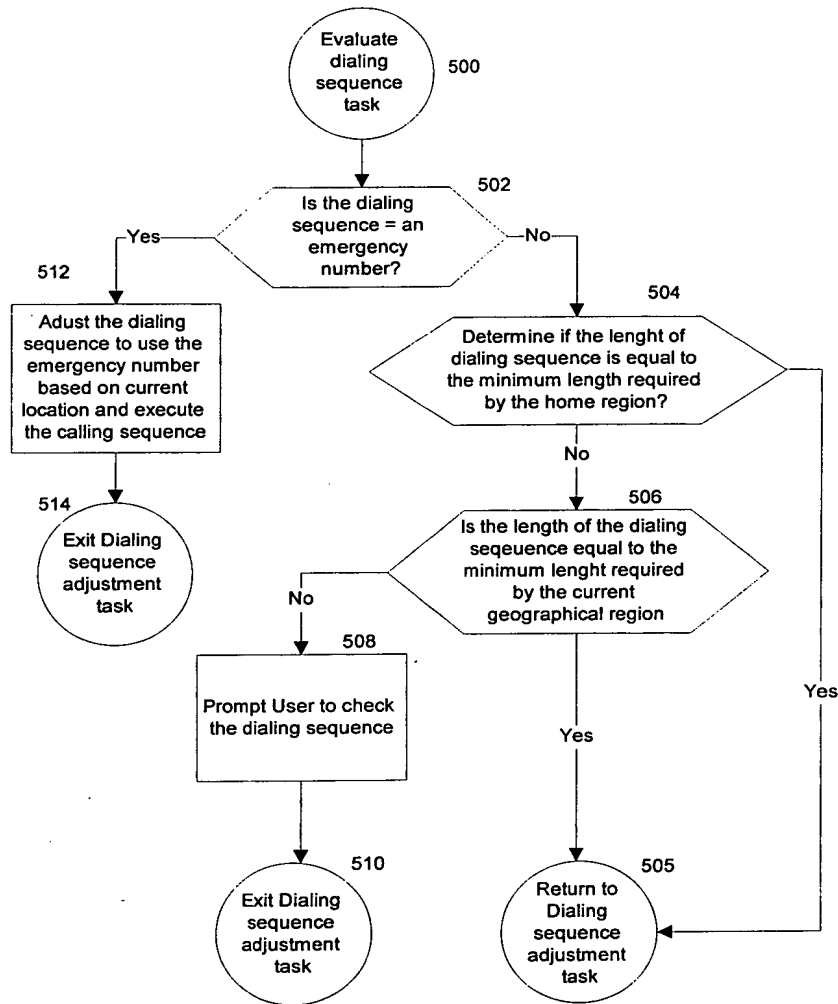 Evaluate
dialing
sequence
task
500
502
Is the dialing
sequence = an
emergency
number?
Yes
No
512
Adust the dialing
sequence to use the
emergency number
based on current
location and execute
the calling sequence
504
Determine if the lenght of
dialing sequence is equal to
the minimum length required
by the home region?
No
514
Exit Dialing
sequence
adjustment
task
506
Is the length of the dialing
seqeuence equal to the
minimum lenght required
by the current
geographical region
No
508
Prompt User to check
the dialing sequence
Yes
Yes
510
Exit Dialing
sequence
adjustment
task
505
Return to
Dialing
sequence
adjustment
task